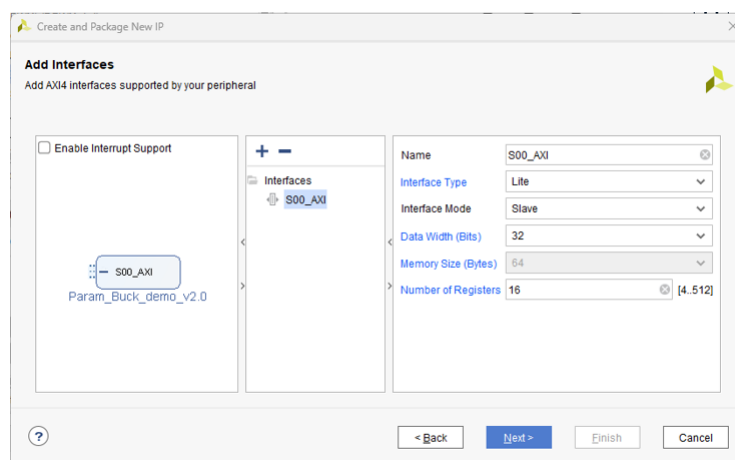 Create and Package New IP
Add Interfaces
Add AXI4 interfaces supported by your peripheral
Enable Interrupt Support
S00_AXI
Param_Buck_demo_v2.0
Interfaces
S00_AXI
Name S00_AXI
Interface Type Lite
Interface Mode Slave
Data Width (Bits) 32
Memory Size (Bytes) 64
Number of Registers 16 [4..512]
? < Back Next > Finish Cancel